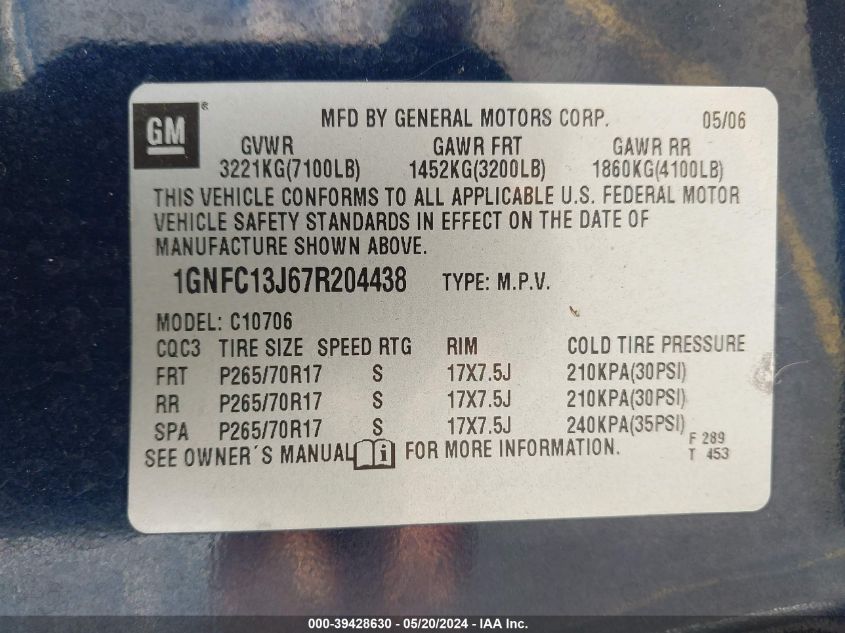 GM ® MFD BY GENERAL MOTORS CORP. 05/06
GVWR GAWR FRT GAWR RR
3221KG(7100LB) 1452KG(3200LB) 1860KG(4100LB)
THIS VEHICLE CONFORMS TO ALL APPLICABLE U.S. FEDERAL MOTOR
VEHICLE SAFETY STANDARDS IN EFFECT ON THE DATE OF
MANUFACTURE SHOWN ABOVE.
1GNFC13J67R204438 TYPE: M.P.V.
MODEL: C10706
CQC3 TIRE SIZE SPEED RTG RIM COLD TIRE PRESSURE
FRT P265/70R17 S 17X7.5J 210KPA(30PSI)
RR P265/70R17 S 17X7.5J 210KPA(30PSI)
SPA P265/70R17 S 17X7.5J 240KPA(35PSI)
F 289
SEE OWNER´S MANUAL i FOR MORE INFORMATION.
T 453
000-39428630 - 05/20/2024 - IAA Inc.